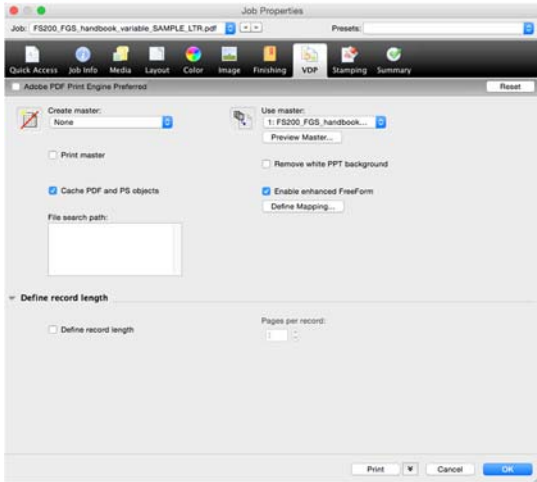 Job Properties
Job: FS200_FGS_handbook_variable_SAMPLE_LTR.pdf Presets:
Quick Access Job Info Media Layout Color Image Finishing VDP Stamping Summary
Adobe PDF Print Engine Preferred Reset
Create master: Use master:
None 1: FS200_FGS_handbook...
Preview Master...
Print master
Remove white PPT background
Cache PDF and PS objects Enable enhanced FreeForm
Define Mapping...
File search path:
Define record length
Pages per record:
Define record length
1
Print Cancel OK